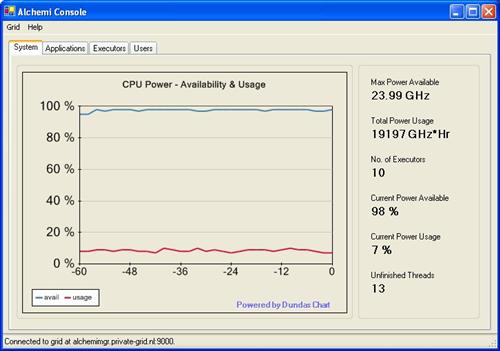 Alchemi Console
Grid Help
System Applications Executors Users
CPU Power - Availability & Usage
100 %
80 %
60 %
40 %
20 %
0 %
-60 -48 -36 -24 -12 0
avail usage
Powered by Dundas Chart
Max Power Available
23.99 GHz
Total Power Usage
19197 GHz*Hr
No. of Executors
10
Current Power Available
98 %
Current Power Usage
7 %
Unfinished Threads
13
Connected to grid at alchemimgr.private-grid.nl:9000.